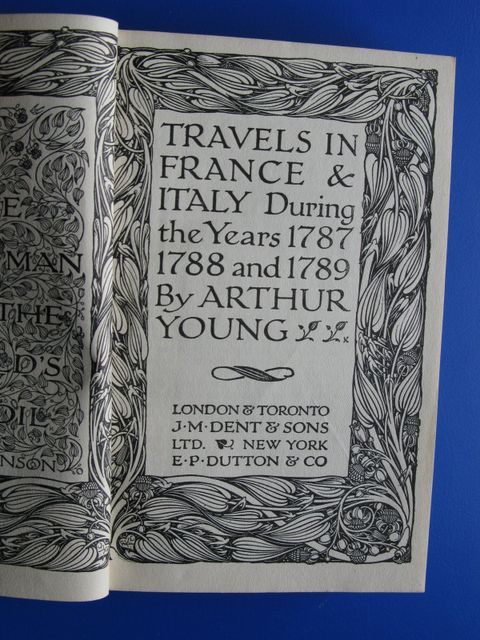 E
MAN
THE
LD'S
OIL
NSON
TRAVELS IN
FRANCE &
ITALY During
the Years 1787
1788 and 1789
By ARTHUR
YOUNG
LONDON & TORONTO
J·M·DENT & SONS
LTD. NEW YORK
E·P·DUTTON & CO